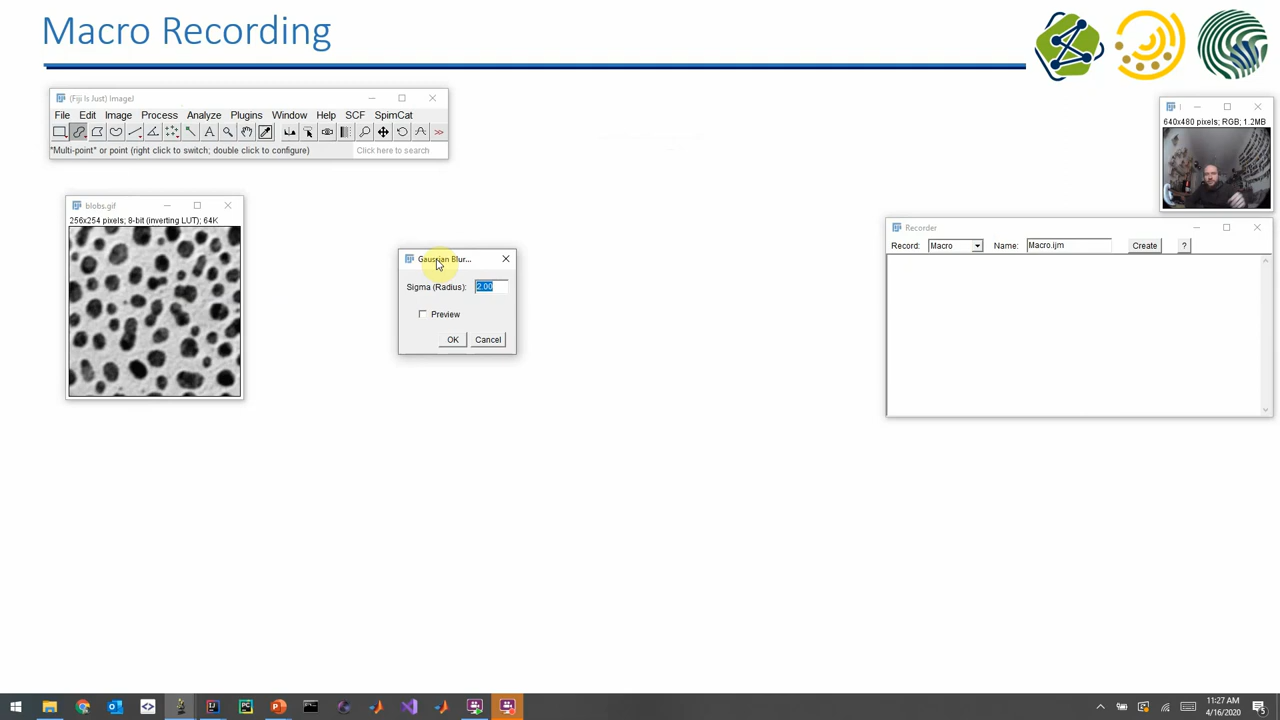 Macro Recording
(Fiji Is Just) ImageJ
File Edit Image Process Analyze Plugins Window Help SCF SpimCat
A >>
*Multi-point* or point (right click to switch; double click to configure) Click here to search
640x480 pixels; RGB; 1.2MB
blobs.gif
256x254 pixels; 8-bit (inverting LUT); 64K
Recorder
Record: Macro Name: Macro.ijm Create ?
Gaussian Blur...
Sigma (Radius): 2.00
Preview
OK Cancel
11:27 AM
4/16/2020